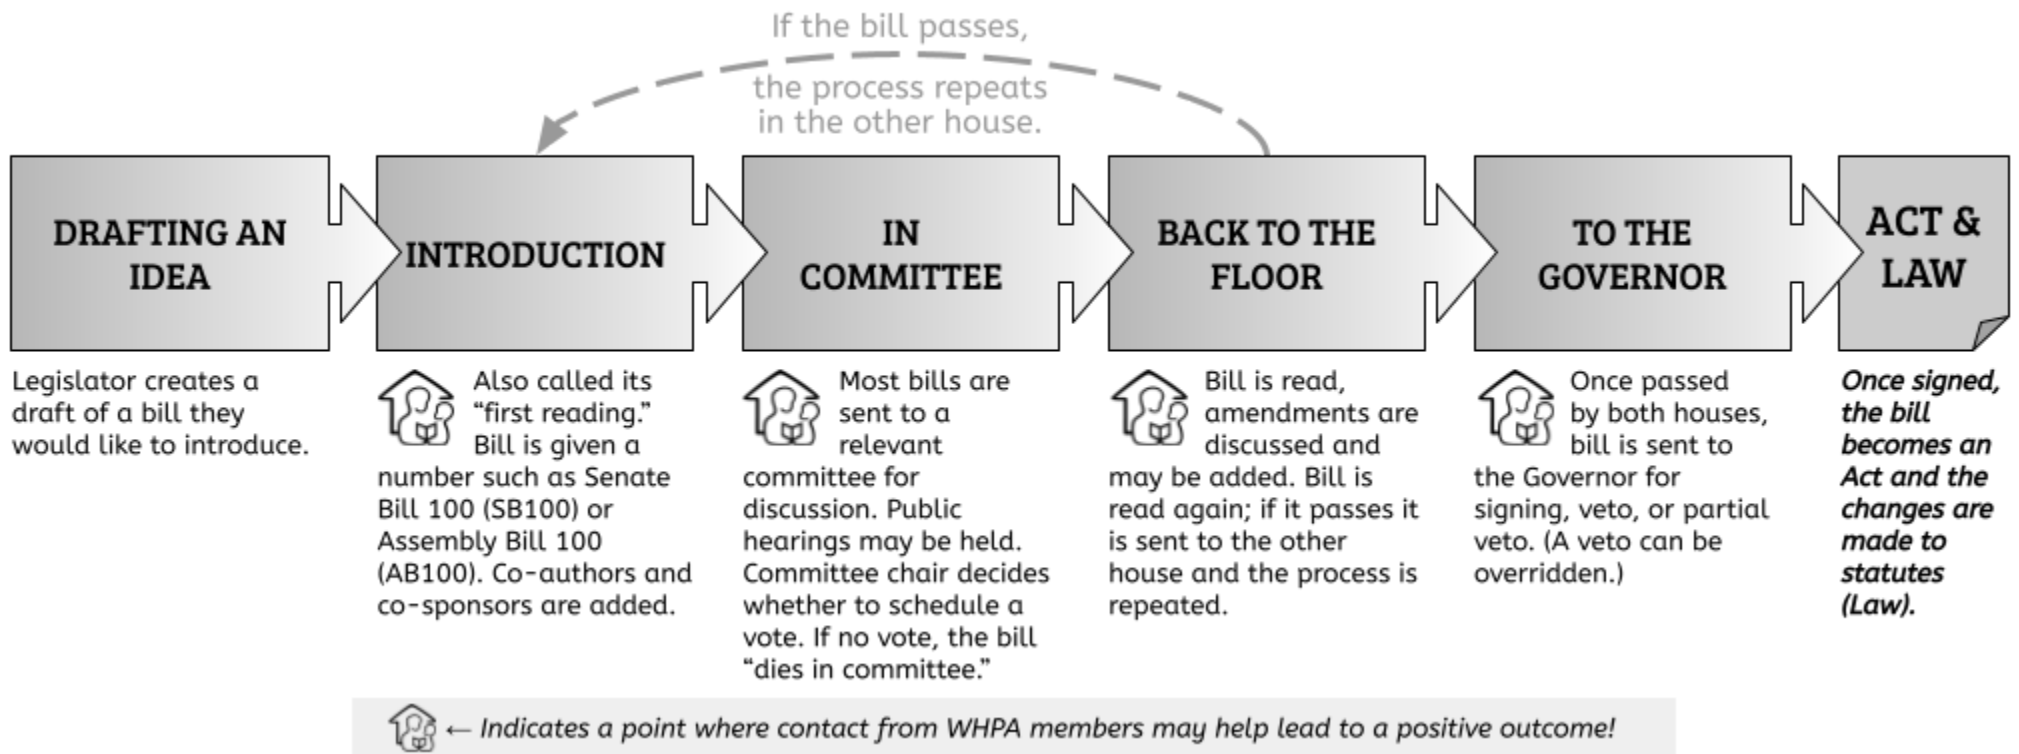 If the bill passes,
the process repeats
in the other house.
DRAFTING AN
IDEA
INTRODUCTION
IN
COMMITTEE
BACK TO THE
FLOOR
TO THE
GOVERNOR
ACT &
LAW
Legislator creates a
draft of a bill they
would like to introduce.
Also called its
“first reading.”
Bill is given a
number such as Senate
Bill 100 (SB100) or
Assembly Bill 100
(AB100). Co-authors and
co-sponsors are added.
Most bills are
sent to a
relevant
committee for
discussion. Public
hearings may be held.
Committee chair decides
whether to schedule a
vote. If no vote, the bill
“dies in committee.”
Bill is read,
amendments are
discussed and
may be added. Bill is
read again; if it passes it
is sent to the other
house and the process is
repeated.
Once passed
by both houses,
bill is sent to
the Governor for
signing, veto, or partial
veto. (A veto can be
overridden.)
Once signed,
the bill
becomes an
Act and the
changes are
made to
statutes
(Law).
← Indicates a point where contact from WHPA members may help lead to a positive outcome!